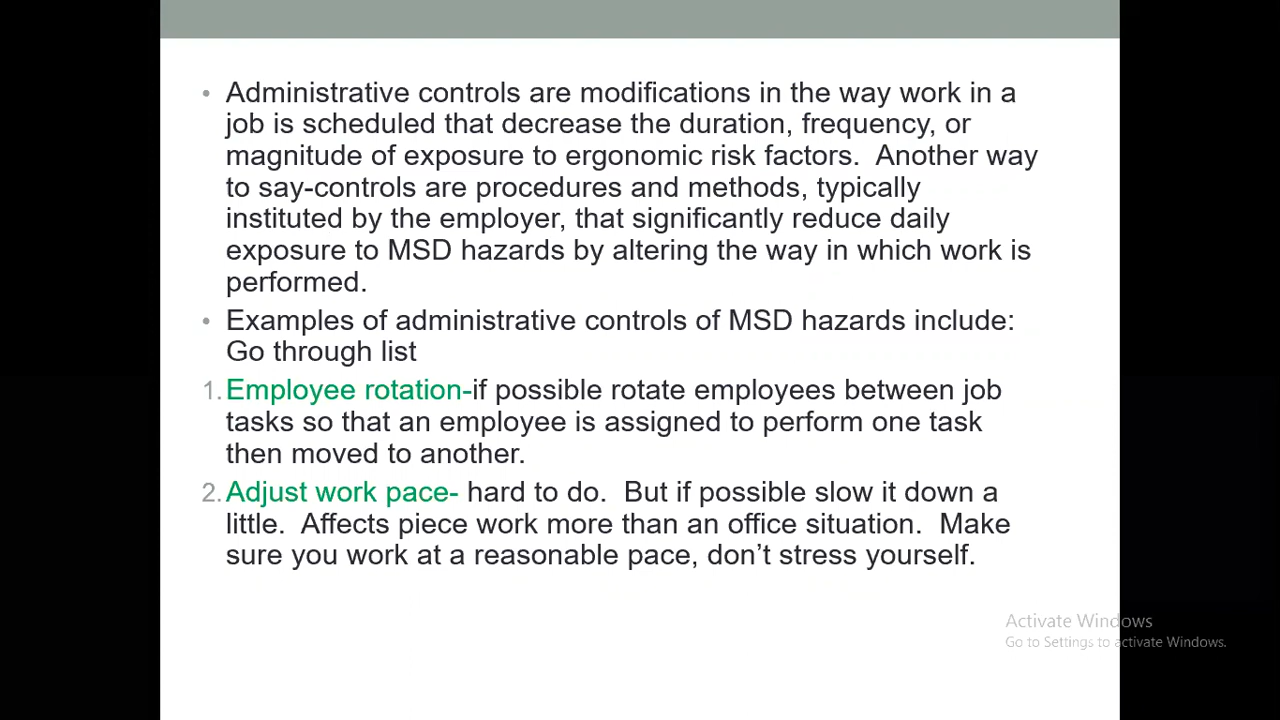 • Administrative controls are modifications in the way work in a
job is scheduled that decrease the duration, frequency, or
magnitude of exposure to ergonomic risk factors.  Another way
to say-controls are procedures and methods, typically
instituted by the employer, that significantly reduce daily
exposure to MSD hazards by altering the way in which work is
performed.
• Examples of administrative controls of MSD hazards include:
Go through list
1. Employee rotation-if possible rotate employees between job
tasks so that an employee is assigned to perform one task
then moved to another.
2. Adjust work pace- hard to do.  But if possible slow it down a
little.  Affects piece work more than an office situation.  Make
sure you work at a reasonable pace, don’t stress yourself.
Activate Windows
Go to Settings to activate Windows.